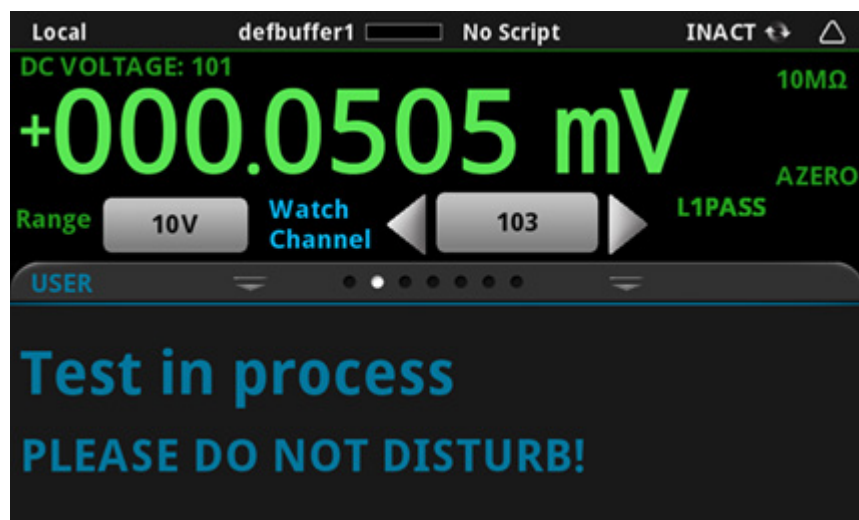 Local defbuffer1 No Script INACT
DC VOLTAGE: 101
10MΩ
+000.0505 mV
AZERO
Range 10V Watch Channel 103 L1PASS
USER
Test in process
PLEASE DO NOT DISTURB!